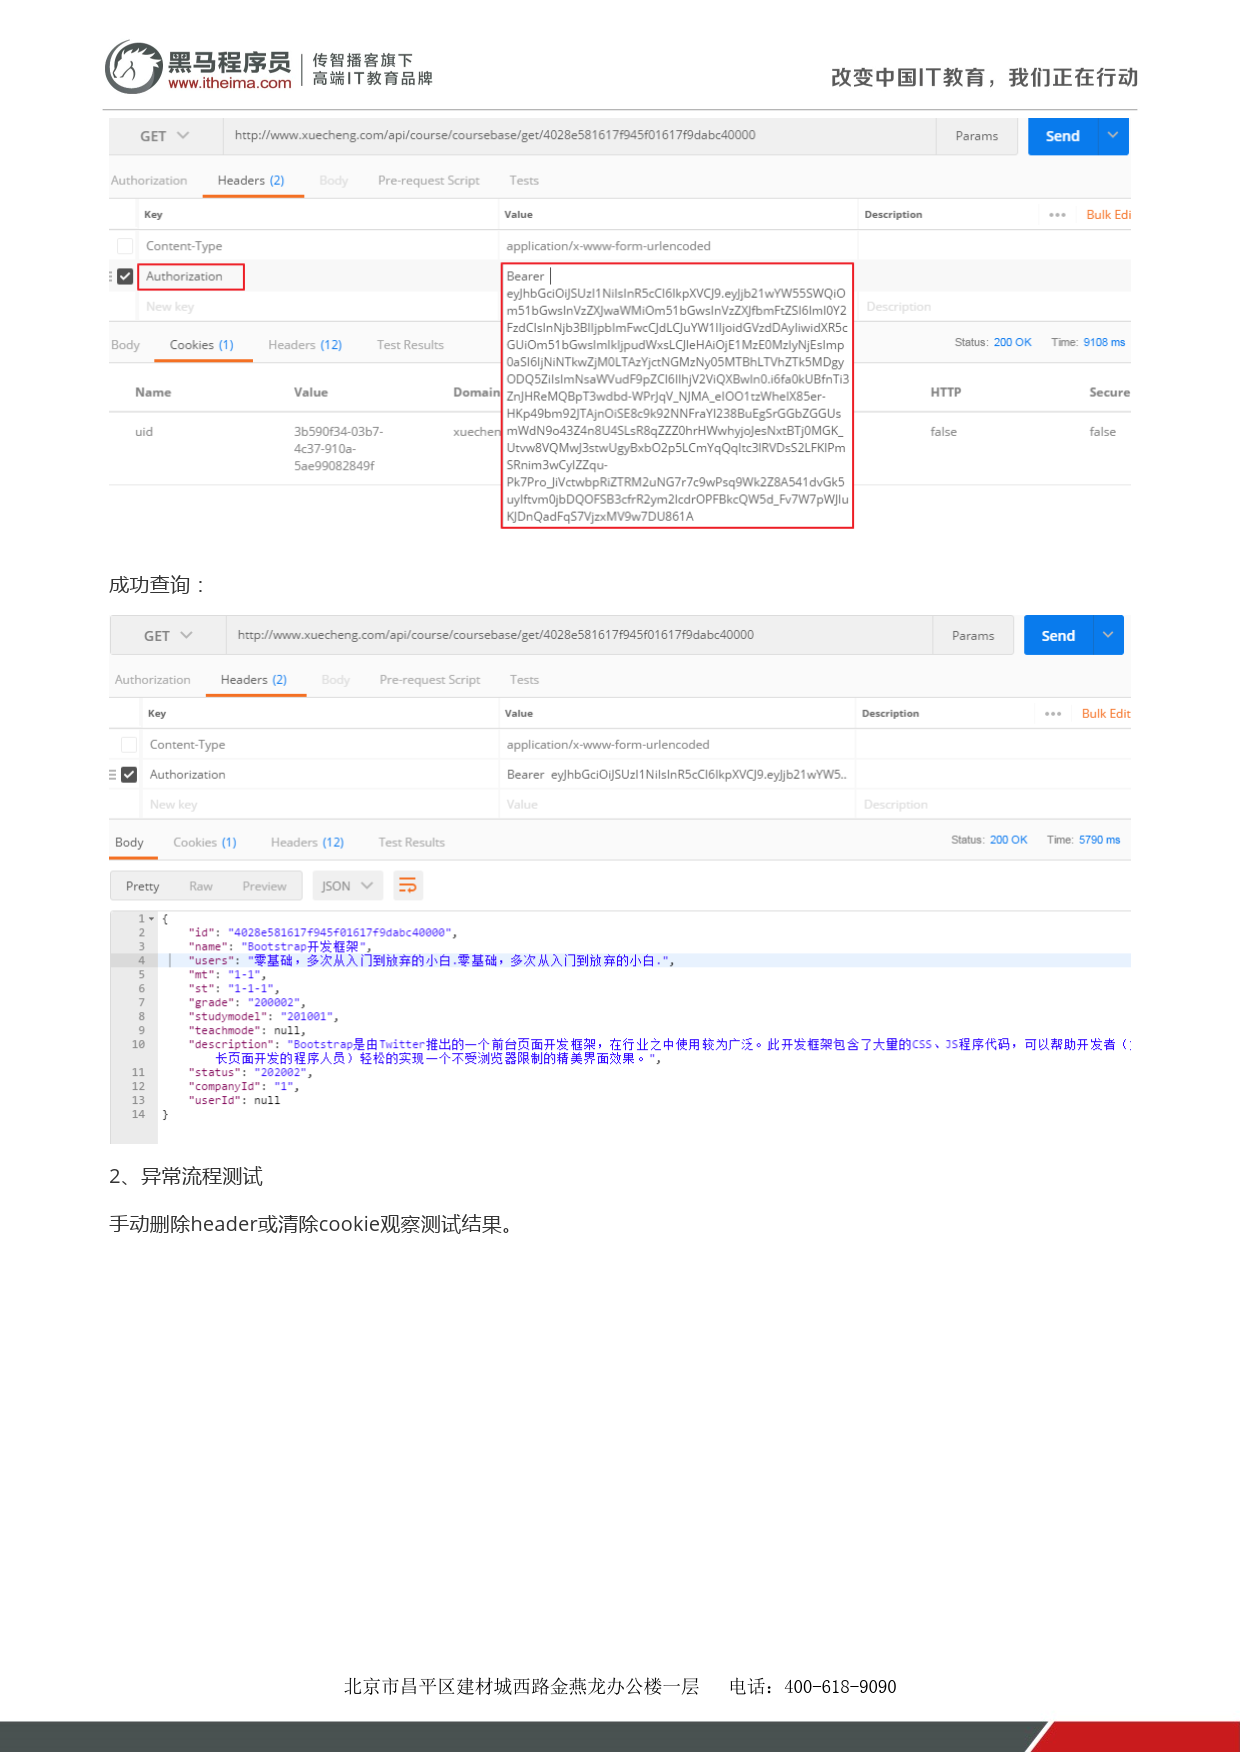 黑马程序员
www.itheima.com
传智播客旗下
高端IT教育品牌
改变中国IT教育，我们正在行动
GET http://www.xuecheng.com/api/course/coursebase/get/4028e581617f945f01617f9dabc40000 Params Send
Authorization Headers (2) Body Pre-request Script Tests
Key Value Description ••• Bulk Edi
Content-Type application/x-www-form-urlencoded
Authorization Bearer
New key Description
Body Cookies (1) Headers (12) Test Results Status: 200 OK Time: 9108 ms
Name Value Domain HTTP Secure
uid 3b590f34-03b7-4c37-910a-5ae99082849f xuechen false false
成功查询：
GET http://www.xuecheng.com/api/course/coursebase/get/4028e581617f945f01617f9dabc40000 Params Send
Authorization Headers (2) Body Pre-request Script Tests
Key Value Description ••• Bulk Edit
Content-Type application/x-www-form-urlencoded
Authorization Bearer eyJhbGciOiJSUzI1NiIsInR5cCI6IkpXVCJ9.eyJjb21wYW5..
New key Value Description
Body Cookies (1) Headers (12) Test Results Status: 200 OK Time: 5790 ms
Pretty Raw Preview JSON
1 {
2 "id": "4028e581617f945f01617f9dabc40000",
3 "name": "Bootstrap开发框架",
4 "users": "零基础，多次从入门到放弃的小白.零基础，多次从入门到放弃的小白.",
5 "mt": "1-1",
6 "st": "1-1-1",
7 "grade": "200002",
8 "studymodel": "201001",
9 "teachmode": null,
10 "description": "Bootstrap是由Twitter推出的一个前台页面开发框架，在行业之中使用较为广泛。此开发框架包含了大量的CSS、JS程序代码，可以帮助开发者（
长页面开发的程序人员）轻松的实现一个不受浏览器限制的精美界面效果。",
11 "status": "202002",
12 "companyId": "1",
13 "userId": null
14 }
2、异常流程测试
手动删除header或清除cookie观察测试结果。
北京市昌平区建材城西路金燕龙办公楼一层 电话：400-618-9090